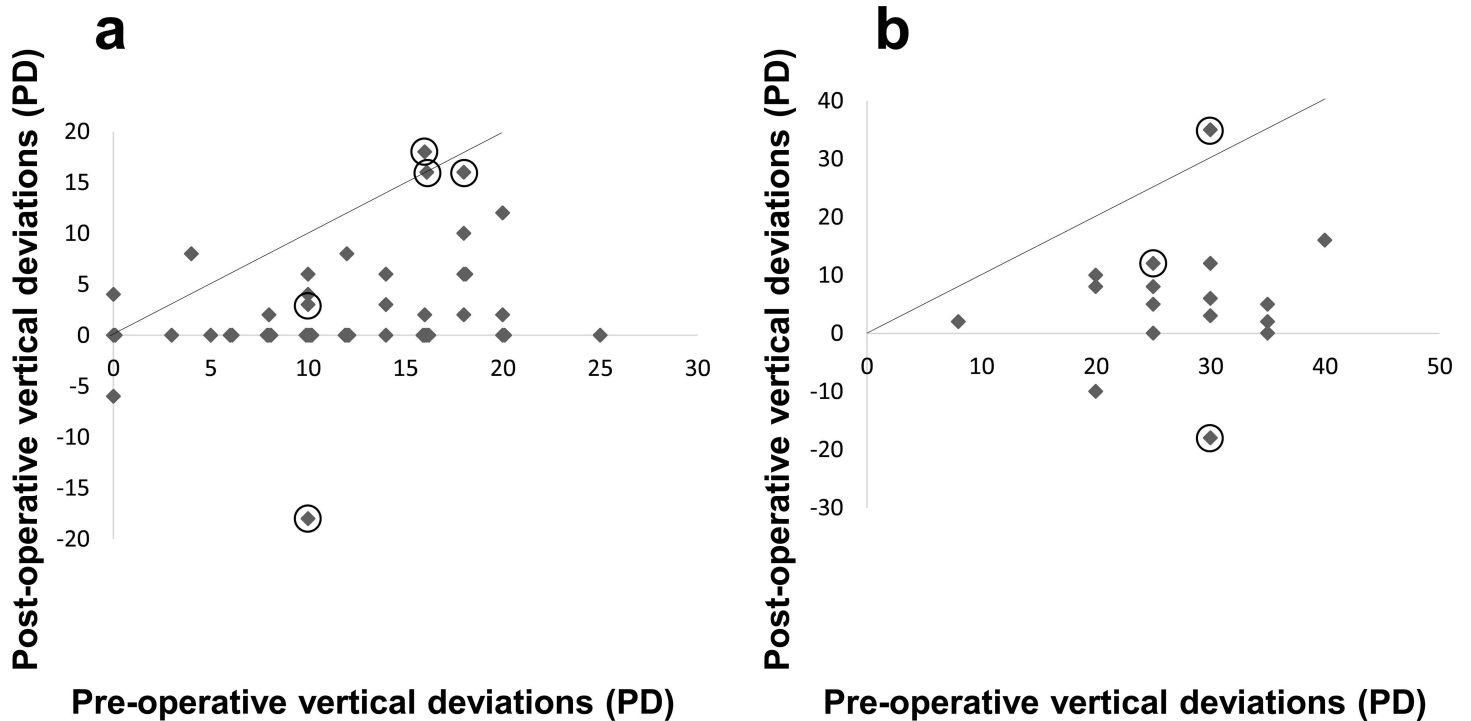 a
Post-operative vertical deviations (PD)
20
15
10
5
0
-5
-10
-15
-20
0 5 10 15 20 25 30
Pre-operative vertical deviations (PD)
b
Post-operative vertical deviations (PD)
40
30
20
10
0
-10
-20
-30
0 10 20 30 40 50
Pre-operative vertical deviations (PD)